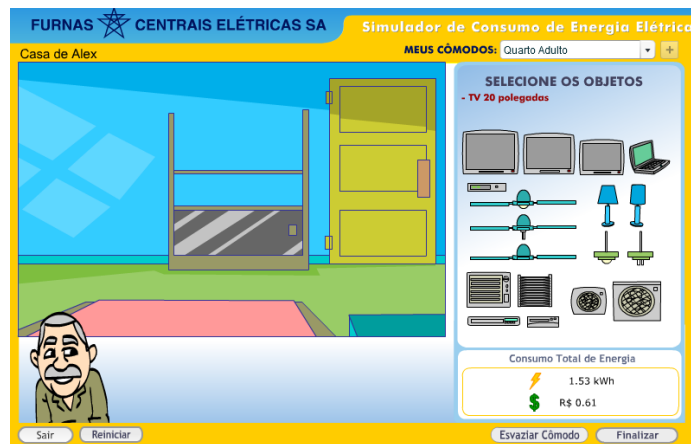 FURNAS CENTRAIS ELÉTRICAS SA
Simulador de Consumo de Energia Elétrica
Casa de Alex
MEUS CÔMODOS: Quarto Adulto
SELECIONE OS OBJETOS
- TV 20 polegadas
Consumo Total de Energia
1.53 kWh
R$ 0.61
Sair
Reiniciar
Esvaziar Cômodo
Finalizar